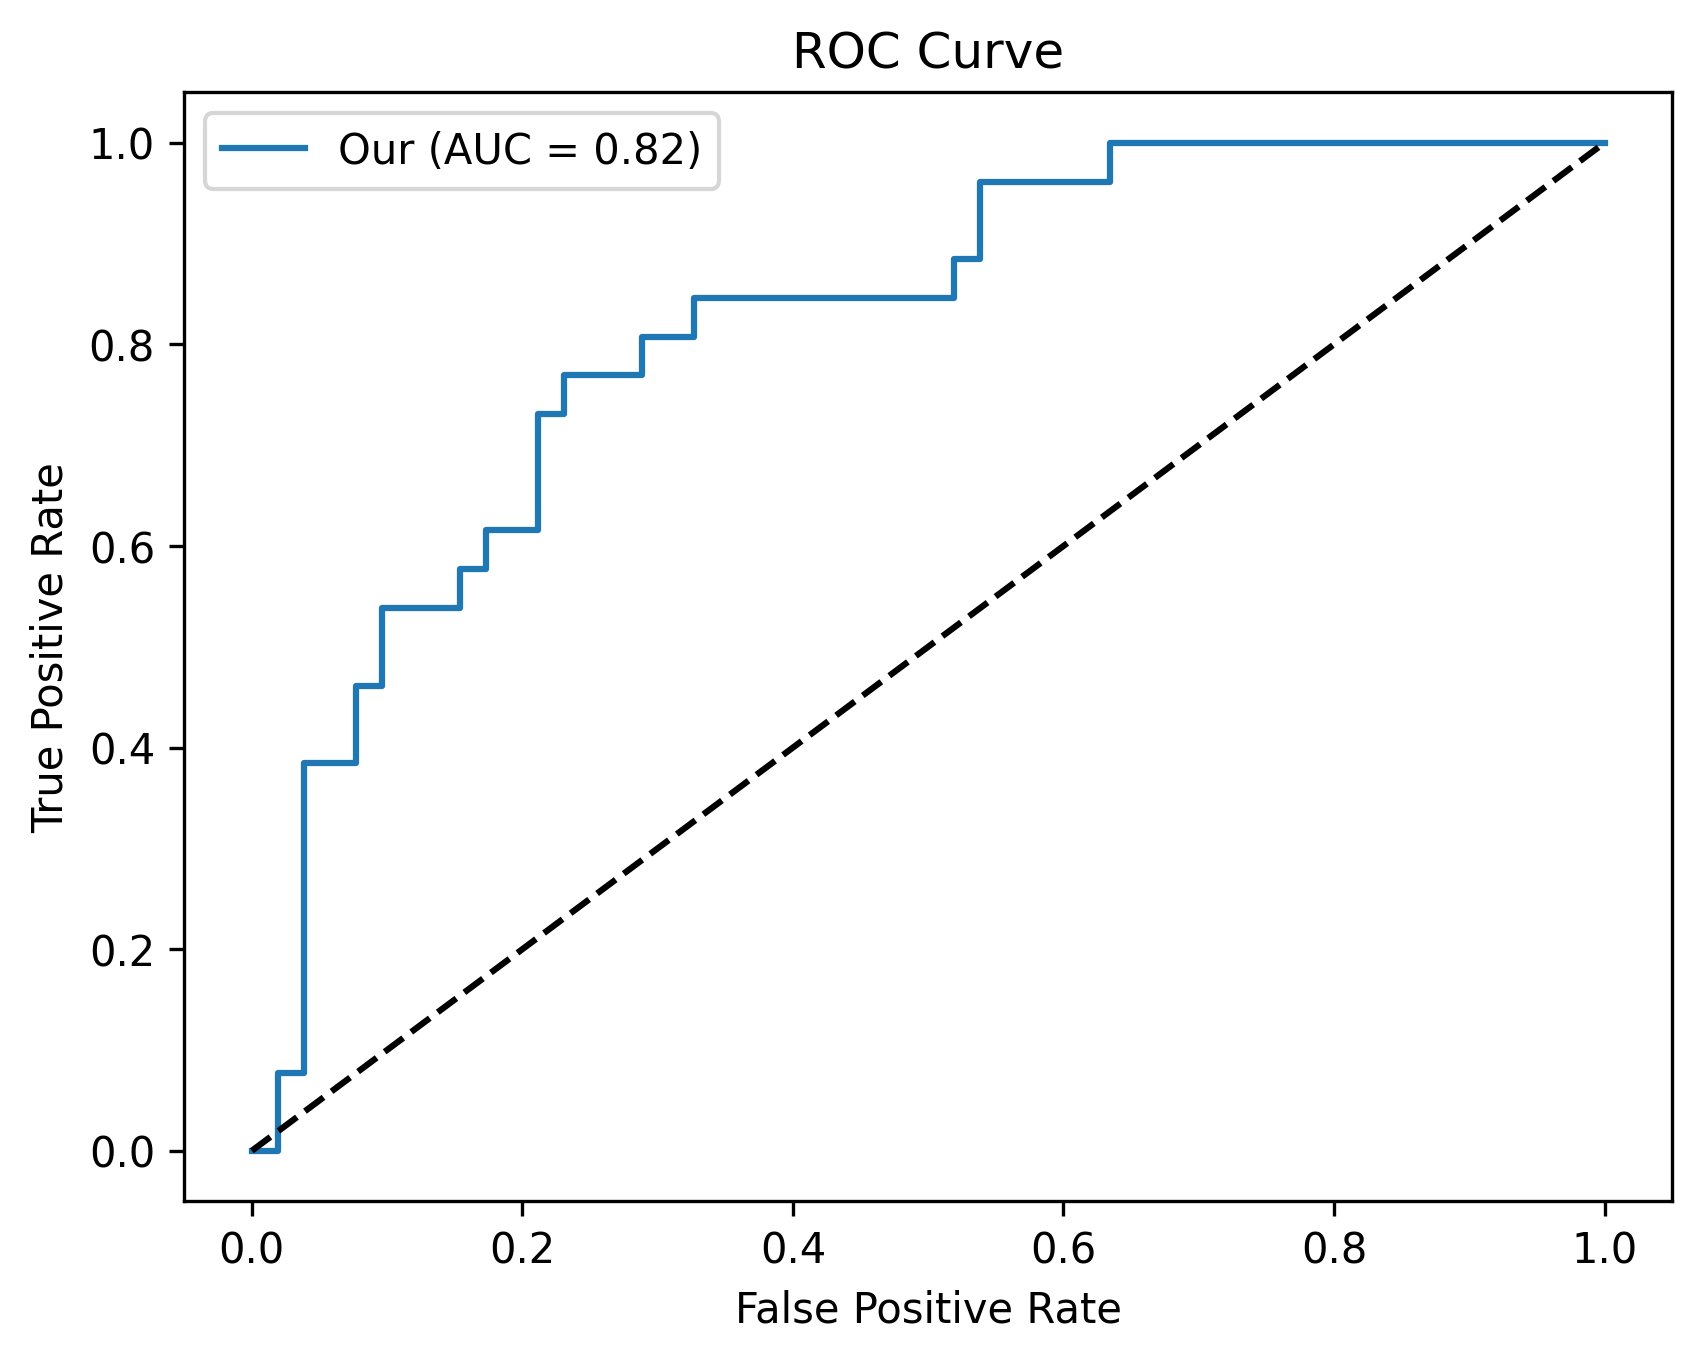 ROC Curve
Our (AUC = 0.82)
1.0
0.8
0.6
0.4
0.2
0.0
True Positive Rate
0.0 0.2 0.4 0.6 0.8 1.0
False Positive Rate